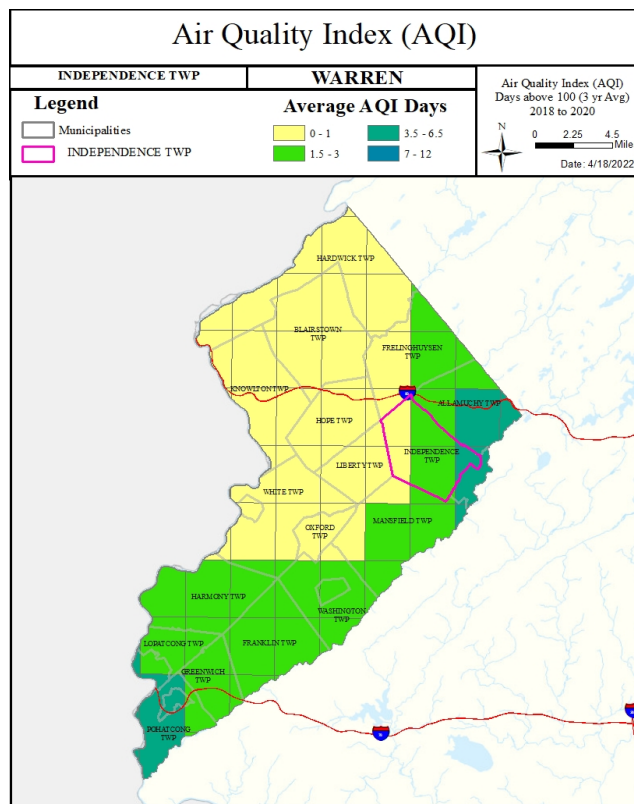 Air Quality Index (AQI)
INDEPENDENCE TWP
WARREN
Legend
Municipalities
INDEPENDENCE TWP
Average AQI Days
0 - 1
1.5 - 3
3.5 - 6.5
7 - 12
Air Quality Index (AQI)
Days above 100 (3 yr Avg)
2018 to 2020
N
0 2.25 4.5
Mile
Date: 4/18/2022
HARDWICK TWP
BLAIRSTOWN
TWP
FRELINGHUYSEN
TWP
KNOWLTON TWP
ALLAMUCHY TWP
HOPE TWP
INDEPENDENCE
TWP
LIBERTY TWP
WHITE TWP
MANSFIELD TWP
OXFORD
TWP
HARMONY TWP
WASHINGTON
TWP
LOPATCONG TWP
FRANKLIN TWP
GREENWICH
TWP
POHATCONG
TWP